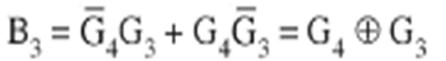 B₃ = G̅₄G₃ + G₄G̅₃ = G₄ ⊕ G₃